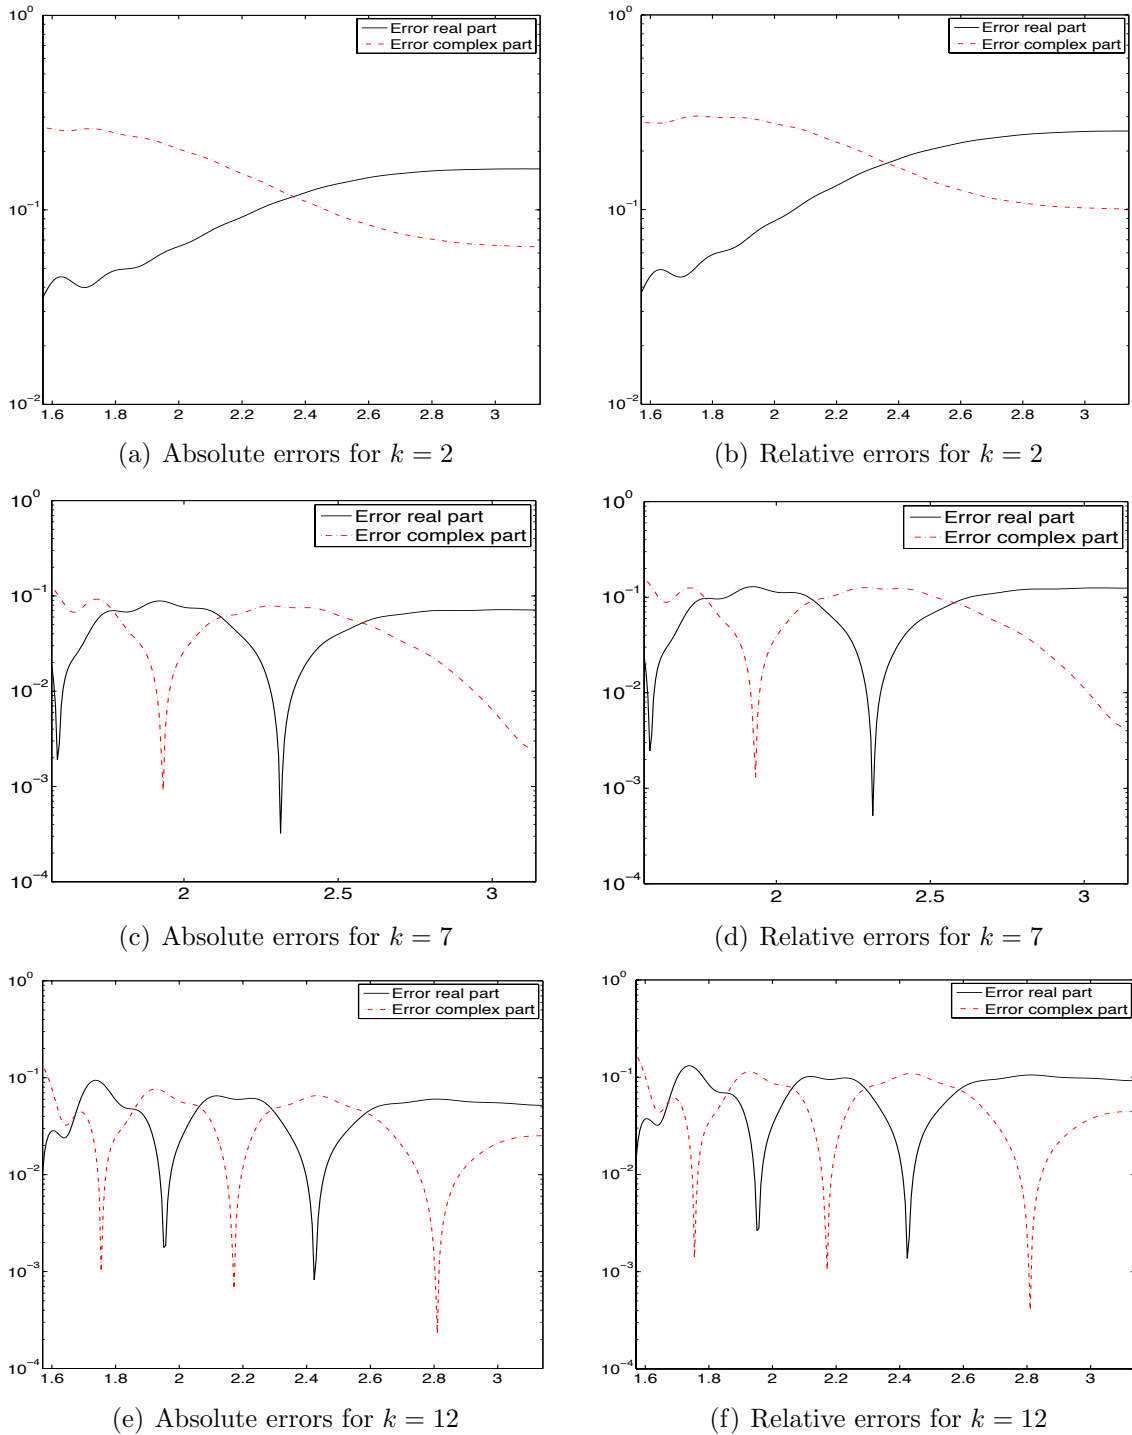 10^0
Error real part
Error complex part
10^-1
10^-2
1.6 1.8 2 2.2 2.4 2.6 2.8 3
(a) Absolute errors for k = 2
10^0
Error real part
Error complex part
10^-1
10^-2
1.6 1.8 2 2.2 2.4 2.6 2.8 3
(b) Relative errors for k = 2
10^0
Error real part
Error complex part
10^-1
10^-2
10^-3
10^-4
2 2.5 3
(c) Absolute errors for k = 7
10^0
Error real part
Error complex part
10^-1
10^-2
10^-3
10^-4
2 2.5 3
(d) Relative errors for k = 7
10^0
Error real part
Error complex part
10^-1
10^-2
10^-3
10^-4
1.6 1.8 2 2.2 2.4 2.6 2.8 3
(e) Absolute errors for k = 12
10^0
Error real part
Error complex part
10^-1
10^-2
10^-3
10^-4
1.6 1.8 2 2.2 2.4 2.6 2.8 3
(f) Relative errors for k = 12